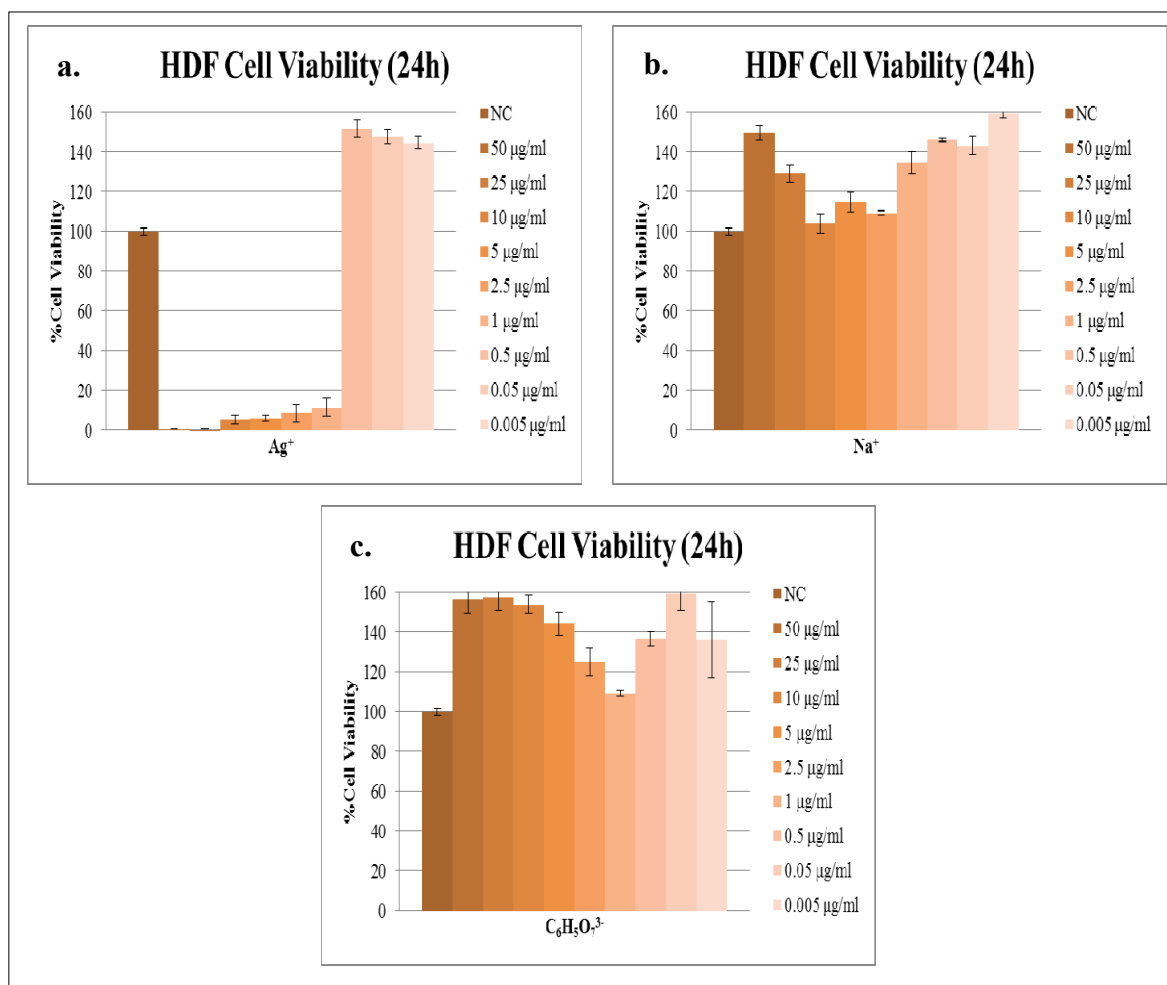 a.
HDF Cell Viability (24h)
%Cell Viability
160
140
120
100
80
60
40
20
0
Ag⁺
NC
50 μg/ml
25 μg/ml
10 μg/ml
5 μg/ml
2.5 μg/ml
1 μg/ml
0.5 μg/ml
0.05 μg/ml
0.005 μg/ml
b.
HDF Cell Viability (24h)
%Cell Viability
160
140
120
100
80
60
40
20
0
Na⁺
NC
50 μg/ml
25 μg/ml
10 μg/ml
5 μg/ml
2.5 μg/ml
1 μg/ml
0.5 μg/ml
0.05 μg/ml
0.005 μg/ml
c.
HDF Cell Viability (24h)
%Cell Viability
160
140
120
100
80
60
40
20
0
C₆H₅O₇³⁻
NC
50 μg/ml
25 μg/ml
10 μg/ml
5 μg/ml
2.5 μg/ml
1 μg/ml
0.5 μg/ml
0.05 μg/ml
0.005 μg/ml